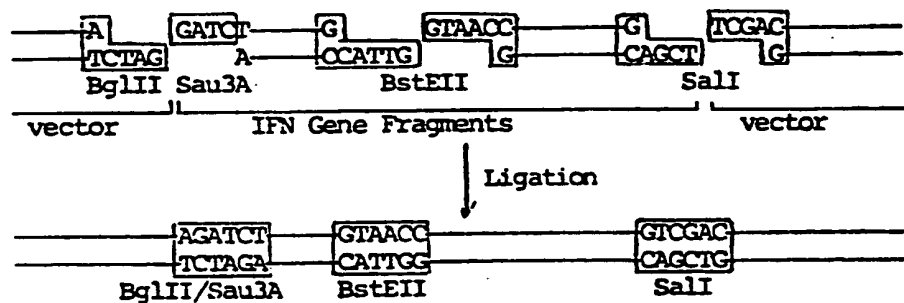 A GATCT G GTAACC G TCGAC
TCTAG A CCATTG G CAGCT G
BglII Sau3A BstEII SalI
vector IFN Gene Fragments vector
Ligation
AGATCT GTAACC GTCGAC
TCTAGA CATTGG CAGCTG
BglII/Sau3A BstEII SalI